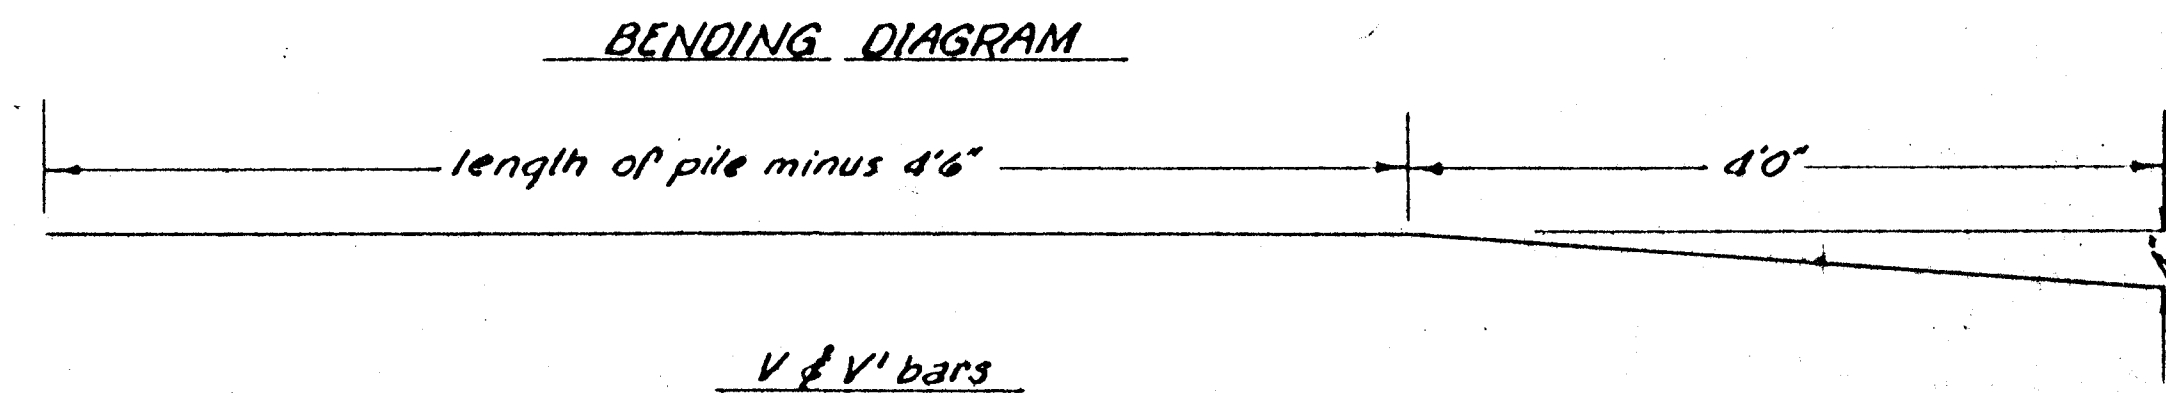 BENDING DIAGRAM
length of pile minus 4'6" 4'0"
V & V' bars